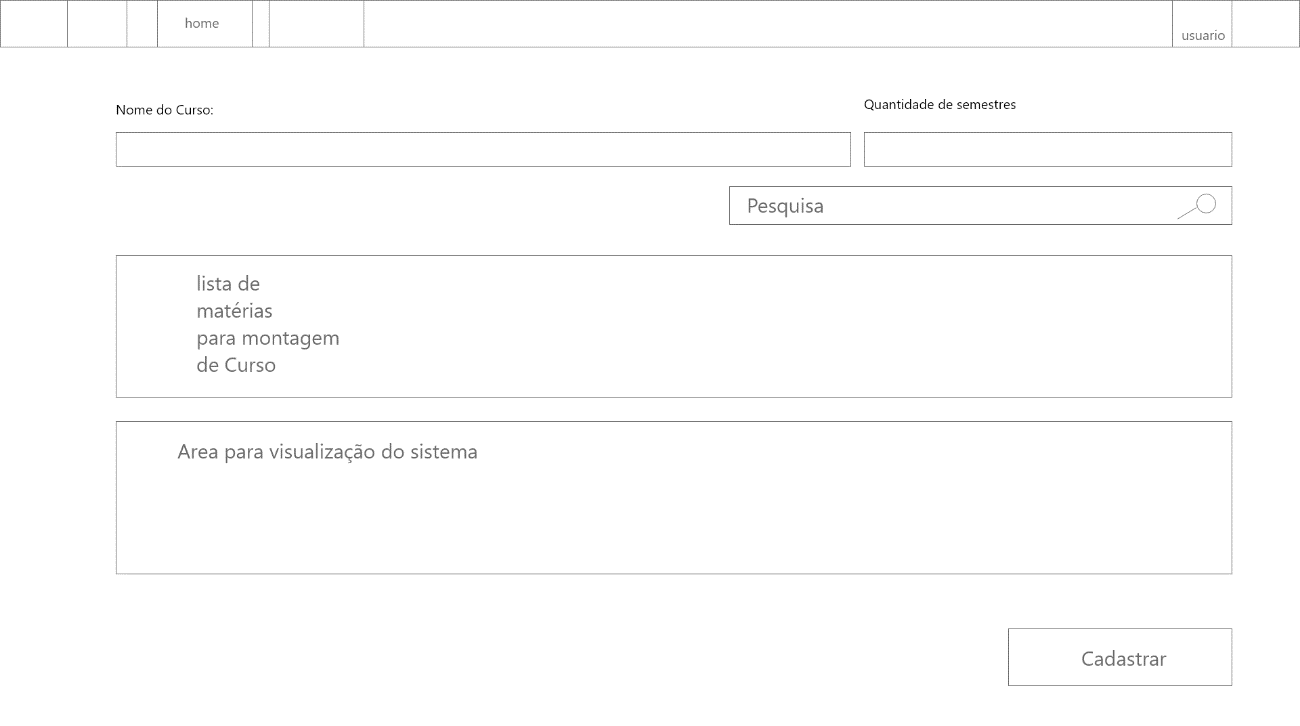 home
usuario
Nome do Curso:
Quantidade de semestres
Pesquisa
lista de
matérias
para montagem
de Curso
Area para visualização do sistema
Cadastrar